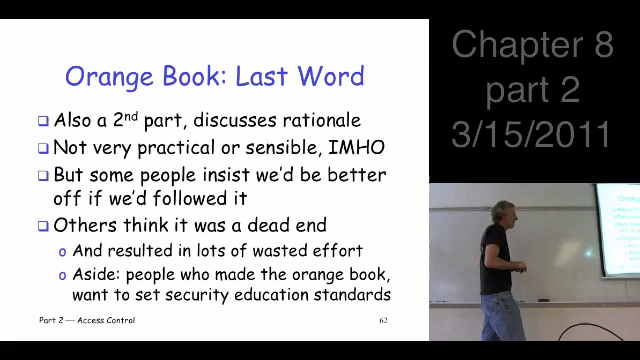 Orange Book: Last Word
Also a 2nd part, discusses rationale
Not very practical or sensible, IMHO
But some people insist we'd be better
off if we'd followed it
Others think it was a dead end
And resulted in lots of wasted effort
Aside: people who made the orange book,
want to set security education standards
Part 2 — Access Control
62
Chapter 8
part 2
3/15/2011